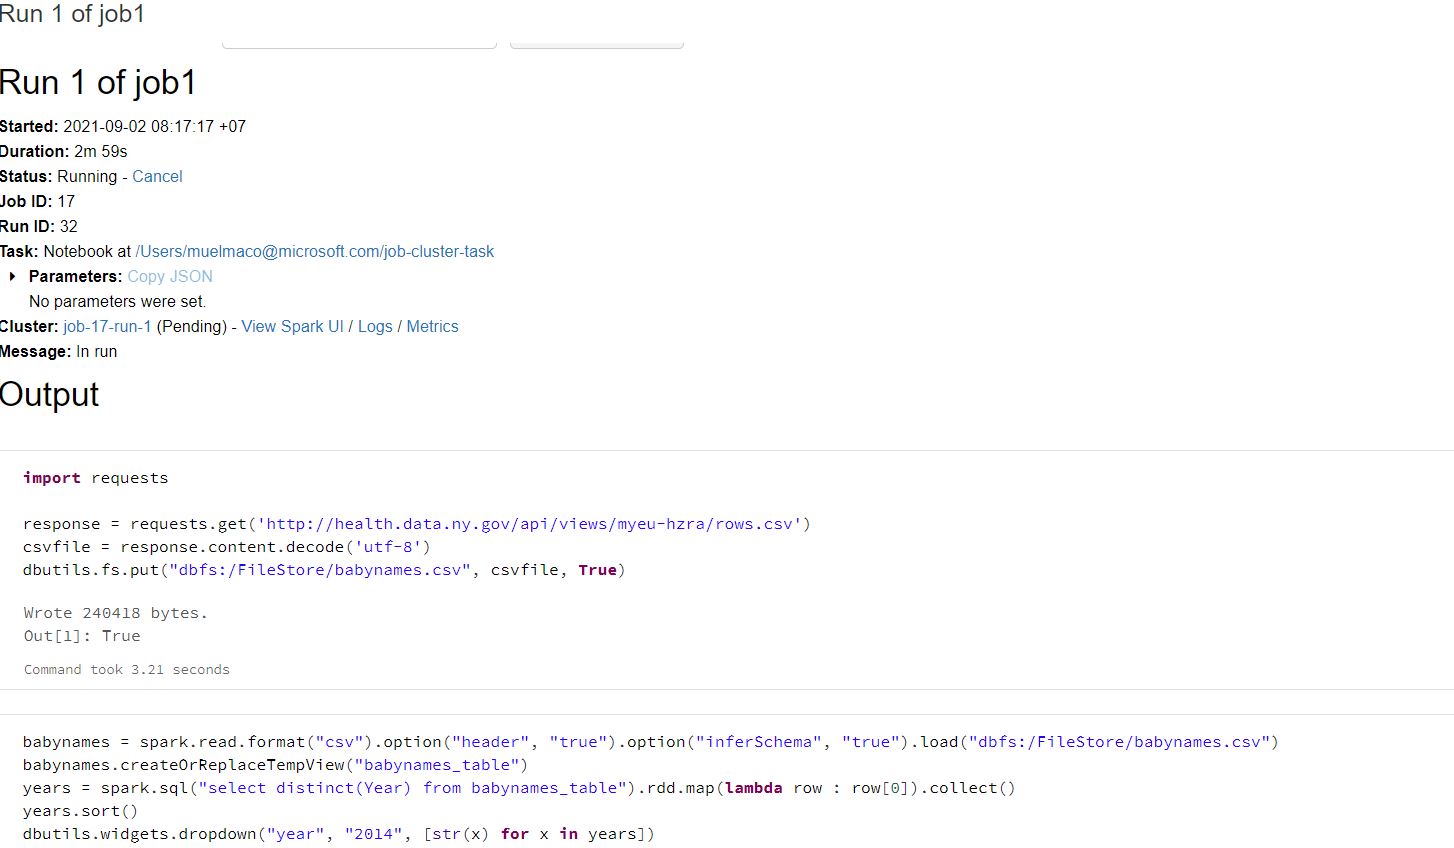 Run 1 of job1
Run 1 of job1
Started: 2021-09-02 08:17:17 +07
Duration: 2m 59s
Status: Running - Cancel
Job ID: 17
Run ID: 32
Task: Notebook at /Users/muelmaco@microsoft.com/job-cluster-task
Parameters: Copy JSON
No parameters were set.
Cluster: job-17-run-1 (Pending) - View Spark UI / Logs / Metrics
Message: In run
Output
import requests
response = requests.get('http://health.data.ny.gov/api/views/myeu-hzra/rows.csv')
csvfile = response.content.decode('utf-8')
dbutils.fs.put("dbfs:/FileStore/babynames.csv", csvfile, True)
Wrote 240418 bytes.
Out[1]: True
Command took 3.21 seconds
babynames = spark.read.format("csv").option("header", "true").option("inferSchema", "true").load("dbfs:/FileStore/babynames.csv")
babynames.createOrReplaceTempView("babynames_table")
years = spark.sql("select distinct(Year) from babynames_table").rdd.map(lambda row : row[0]).collect()
years.sort()
dbutils.widgets.dropdown("year", "2014", [str(x) for x in years])